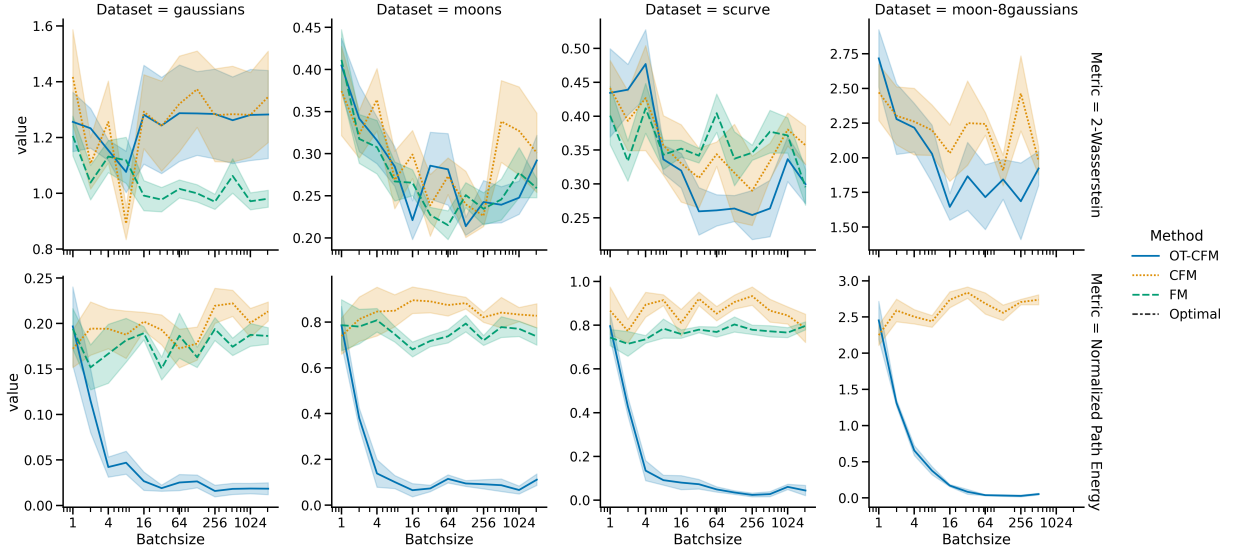 Dataset = gaussians
Dataset = moons
Dataset = scurve
Dataset = moon-8gaussians
1.6
1.4
1.2
1.0
0.8
value
0.45
0.40
0.35
0.30
0.25
0.20
0.50
0.45
0.40
0.35
0.30
0.25
2.75
2.50
2.25
2.00
1.75
1.50
Metric = 2-Wasserstein
Method
OT-CFM
CFM
FM
Optimal
0.25
0.20
0.15
0.10
0.05
0.00
value
1 4 16 64 256 1024
Batchsize
0.8
0.6
0.4
0.2
0.0
1 4 16 64 256 1024
Batchsize
1.0
0.8
0.6
0.4
0.2
0.0
1 4 16 64 256 1024
Batchsize
3.0
2.5
2.0
1.5
1.0
0.5
0.0
1 4 16 64 256 1024
Batchsize
Metric = Normalized Path Energy